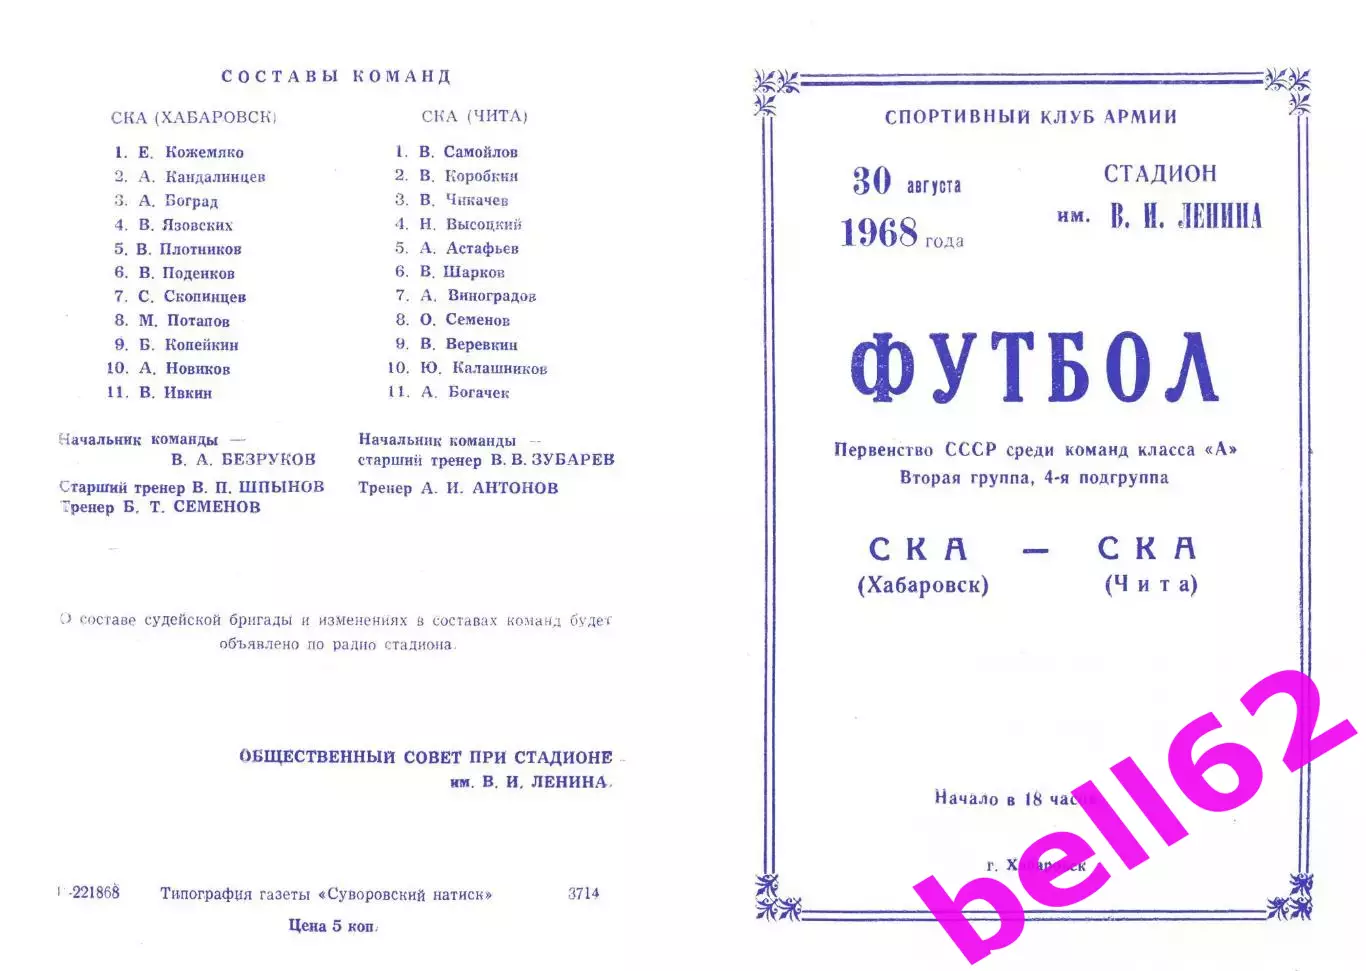 СОСТАВЫ КОМАНД
СКА (ХАБАРОВСК)
1. Е. Кожемяко
2. А. Кандалинцев
3. А. Боград
4. В. Язовских
5. В. Плотников
6. В. Поденков
7. С. Скопинцев
8. М. Потапов
9. Б. Копейкин
10. А. Новиков
11. В. Ивкин
Начальник команды —
В. А. БЕЗРУКОВ
Старший тренер В. П. ШПЫНОВ
Тренер Б. Т. СЕМЕНОВ
СКА (ЧИТА)
1. В. Самойлов
2. В. Коробкин
3. В. Чикачев
4. Н. Высоцкий
5. А. Астафьев
6. В. Шарков
7. А. Виноградов
8. О. Семенов
9. В. Веревкин
10. Ю. Калашников
11. А. Богачек
Начальник команды —
старший тренер В. В. ЗУБАРЕВ
Тренер А. И. АНТОНОВ
О составе судейской бригады и изменениях в составах команд будет
объявлено по радио стадиона.
ОБЩЕСТВЕННЫЙ СОВЕТ ПРИ СТАДИОНЕ
им. В. И. ЛЕНИНА.
-221868 Типография газеты «Суворовский натиск» 3714
Цена 5 коп.
СПОРТИВНЫЙ КЛУБ АРМИИ
30 августа
1968 года
СТАДИОН
им. В. И. ЛЕНИНА
ФУТБОЛ
Первенство СССР среди команд класса «А»
Вторая группа, 4-я подгруппа
СКА — СКА
(Хабаровск) (Чита)
Начало в 18 часов
г. Хабаровск
bell62